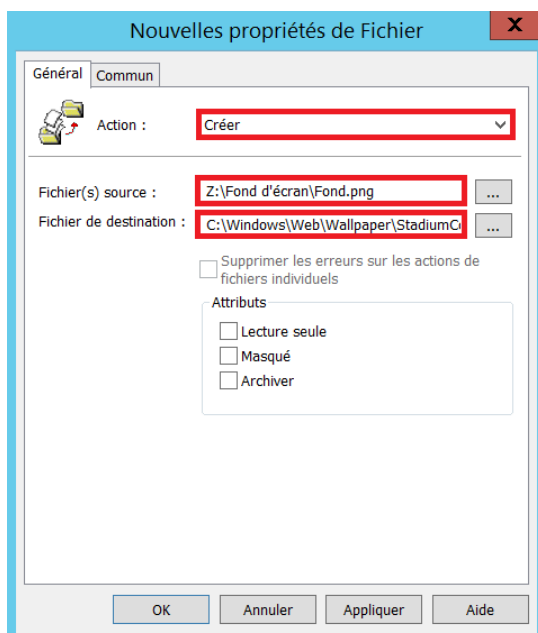 Nouvelles propriétés de Fichier
X
Général Commun
Action : Créer
Fichier(s) source : Z:\Fond d'écran\Fond.png ...
Fichier de destination : C:\Windows\Web\Wallpaper\StadiumC ...
Supprimer les erreurs sur les actions de
fichiers individuels
Attributs
Lecture seule
Masqué
Archiver
OK Annuler Appliquer Aide